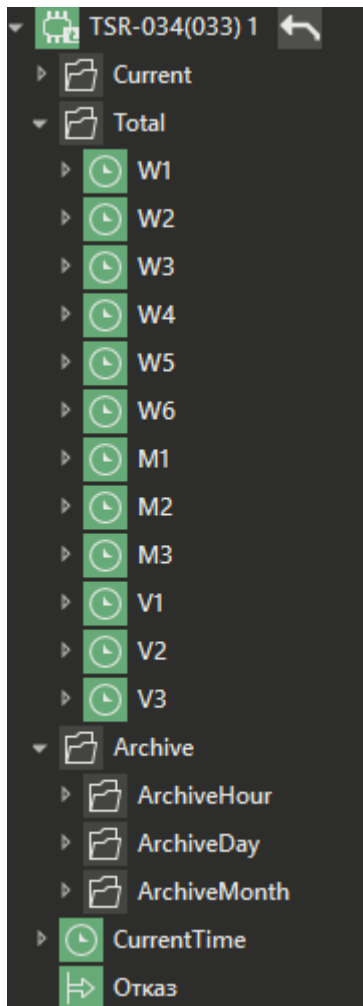 TSR-034(033) 1
Current
Total
W1
W2
W3
W4
W5
W6
M1
M2
M3
V1
V2
V3
Archive
ArchiveHour
ArchiveDay
ArchiveMonth
CurrentTime
Отказ